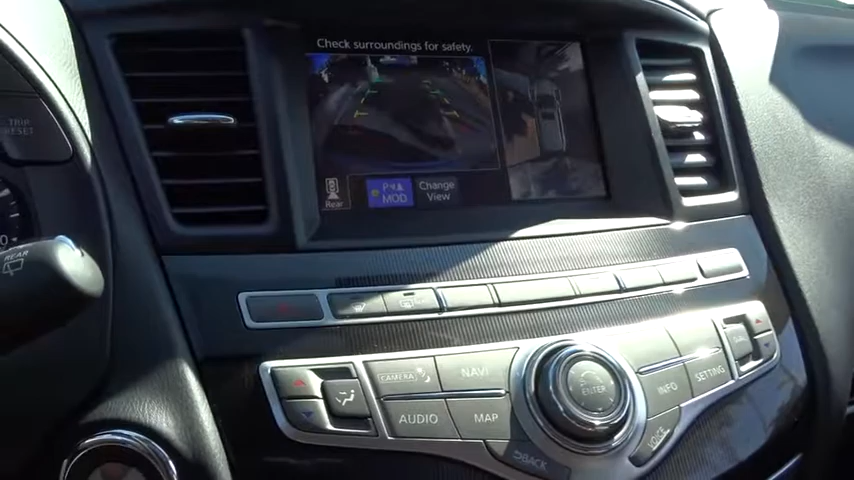 Check surroundings for safety.
TRIP
RESET
Rear
MOD
Change
View
REAR
CAMERA
NAVI
AUDIO
MAP
ENTER
INFO
SETTING
BACK
VOICE